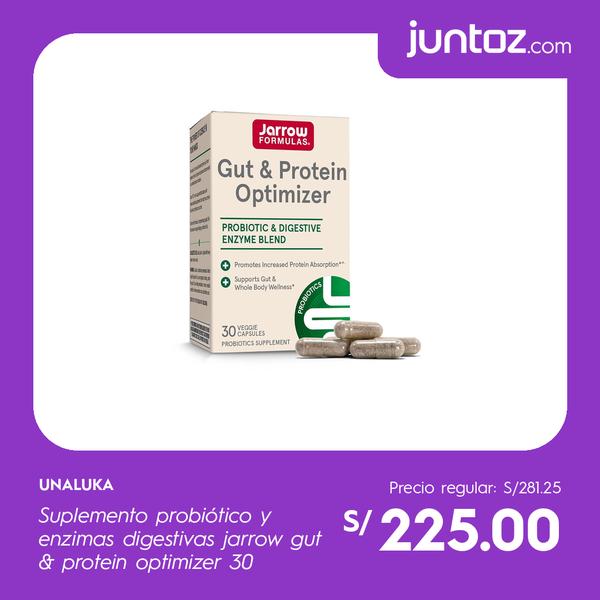 juntoz.com
Jarrow
FORMULAS®
Gut & Protein
Optimizer
PROBIOTIC & DIGESTIVE
ENZYME BLEND
Promotes Increased Protein Absorption*^
Supports Gut &
Whole Body Wellness*
PROBIOTICS
30 VEGGIE
CAPSULES
PROBIOTICS SUPPLEMENT
UNALUKA
Suplemento probiótico y
enzimas digestivas jarrow gut
& protein optimizer 30
Precio regular: S/281.25
S/ 225.00